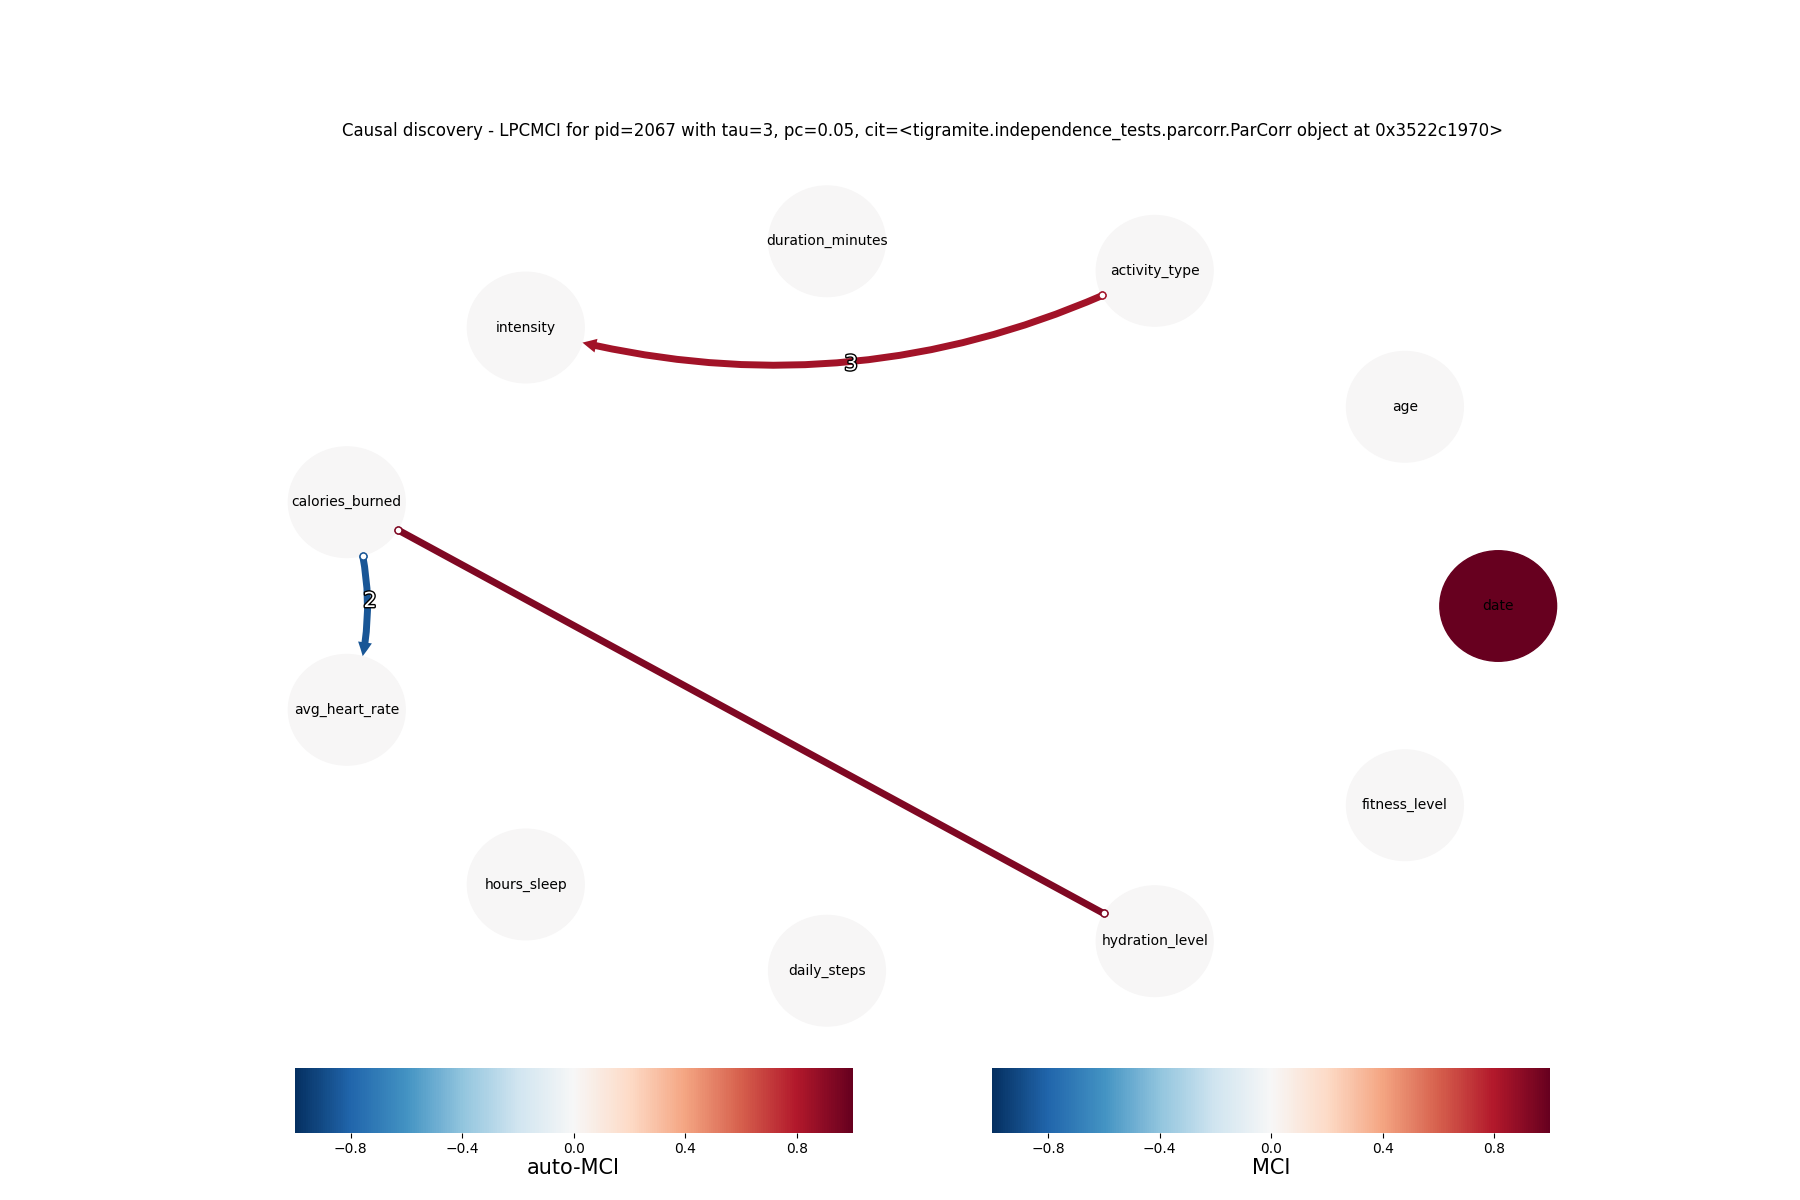 Causal discovery - LPCMCI for pid=2067 with tau=3, pc=0.05, cit=<tigramite.independence_tests.parcorr.ParCorr object at 0x3522c1970>
duration_minutes
activity_type
intensity
3
age
calories_burned
2
date
avg_heart_rate
fitness_level
hours_sleep
hydration_level
daily_steps
−0.8 −0.4 0.0 0.4 0.8
auto-MCI
−0.8 −0.4 0.0 0.4 0.8
MCI